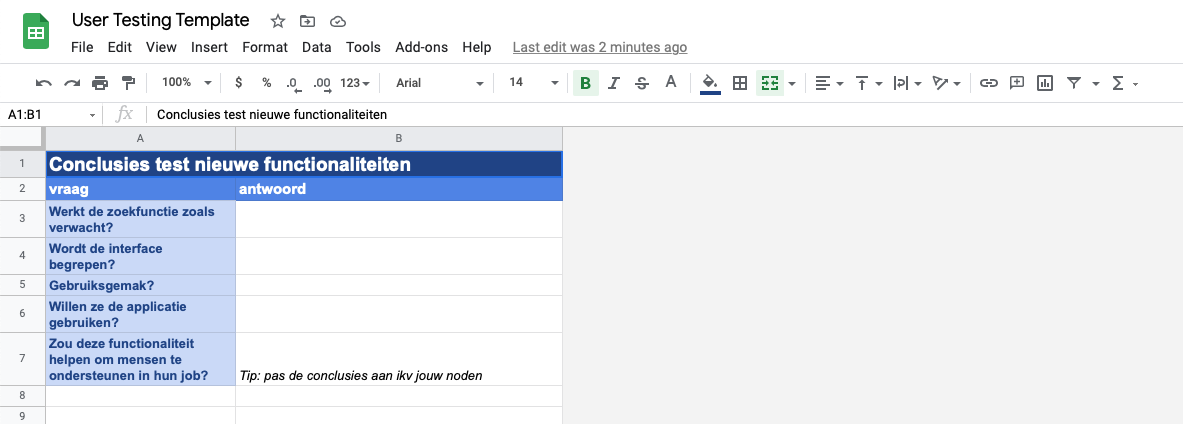 User Testing Template
File Edit View Insert Format Data Tools Add-ons Help Last edit was 2 minutes ago
100% $ % .0 .00 123 Arial 14 B I S A
A1:B1 fx Conclusies test nieuwe functionaliteiten
A B
1 Conclusies test nieuwe functionaliteiten
2 vraag antwoord
3 Werkt de zoekfunctie zoals
verwacht?
4 Wordt de interface
begrepen?
5 Gebruiksgemak?
6 Willen ze de applicatie
gebruiken?
Zou deze functionaliteit
7 helpen om mensen te
ondersteunen in hun job? Tip: pas de conclusies aan ikv jouw noden
8
9